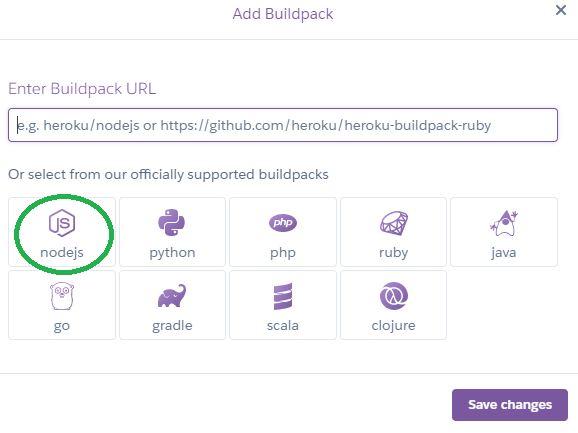 Add Buildpack
Enter Buildpack URL
e.g. heroku/nodejs or https://github.com/heroku/heroku-buildpack-ruby
Or select from our officially supported buildpacks
JS php
nodejs python php ruby java
go gradle scala clojure
Save changes